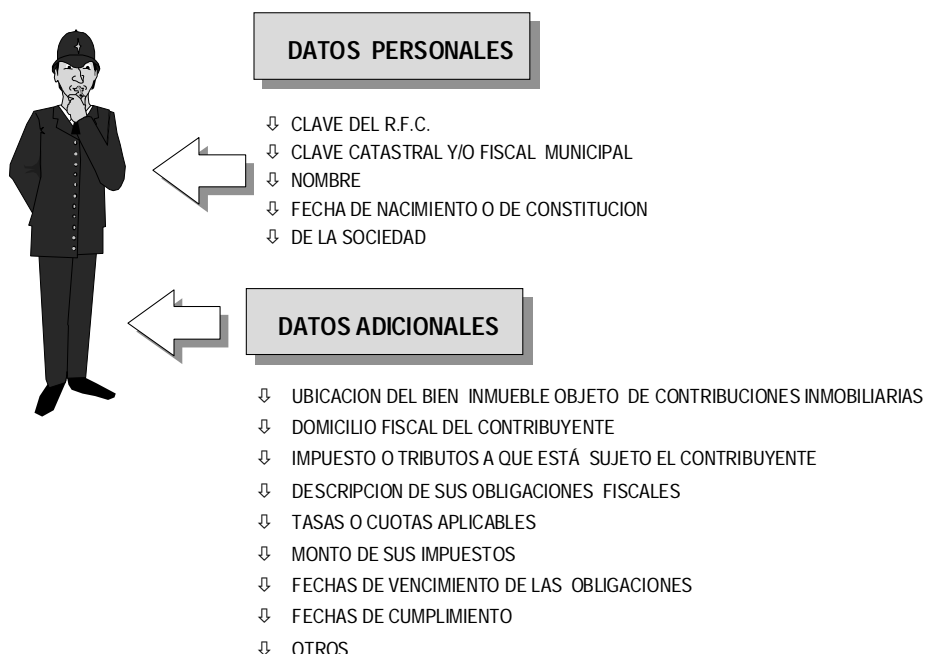 DATOS PERSONALES
⇩ CLAVE DEL R.F.C.
⇩ CLAVE CATASTRAL Y/O FISCAL MUNICIPAL
⇩ NOMBRE
⇩ FECHA DE NACIMIENTO O DE CONSTITUCION
⇩ DE LA SOCIEDAD
DATOS ADICIONALES
⇩ UBICACION DEL BIEN INMUEBLE OBJETO DE CONTRIBUCIONES INMOBILIARIAS
⇩ DOMICILIO FISCAL DEL CONTRIBUYENTE
⇩ IMPUESTO O TRIBUTOS A QUE ESTÁ SUJETO EL CONTRIBUYENTE
⇩ DESCRIPCION DE SUS OBLIGACIONES FISCALES
⇩ TASAS O CUOTAS APLICABLES
⇩ MONTO DE SUS IMPUESTOS
⇩ FECHAS DE VENCIMIENTO DE LAS OBLIGACIONES
⇩ FECHAS DE CUMPLIMIENTO
⇩ OTROS